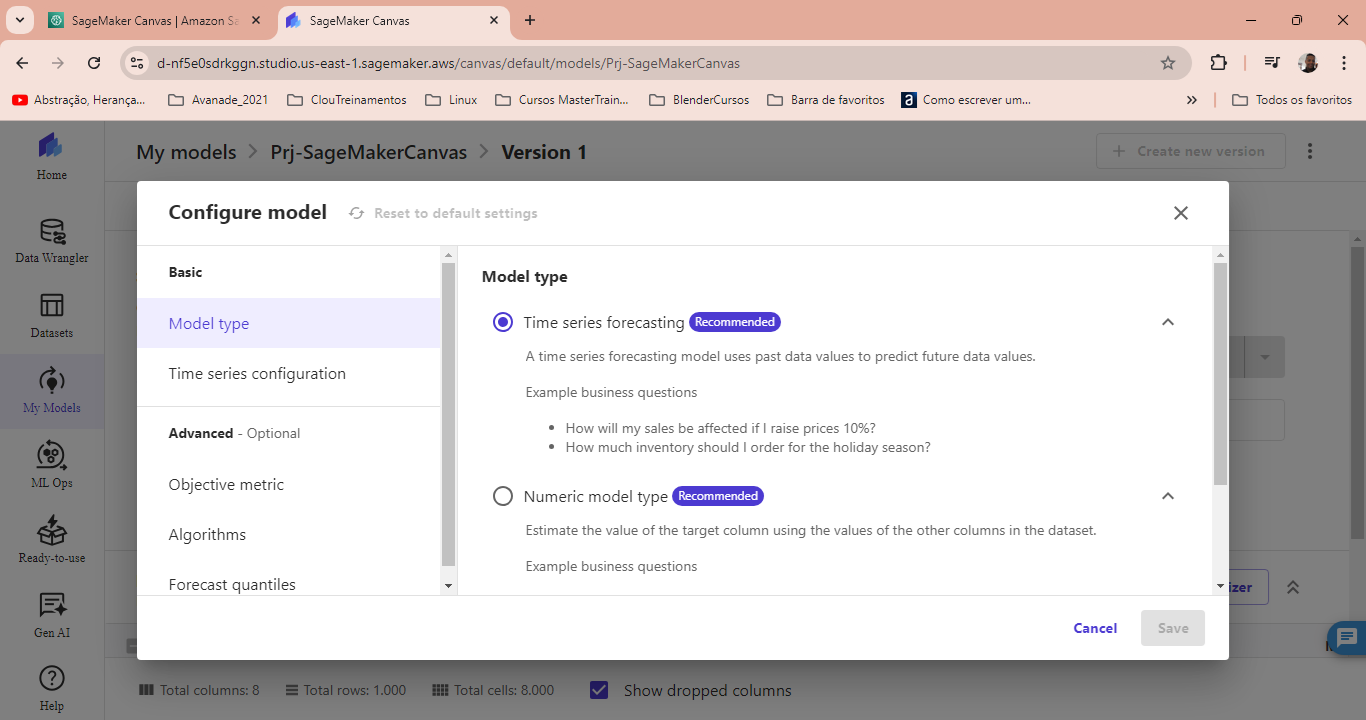 SageMaker Canvas | Amazon Sa
SageMaker Canvas
d-nf5e0sdrkggn.studio.us-east-1.sagemaker.aws/canvas/default/models/Prj-SageMakerCanvas
Abstração, Herança...
Avanade_2021
ClouTreinamentos
Linux
Cursos MasterTrain...
BlenderCursos
Barra de favoritos
a
Como escrever um...
Todos os favoritos
Home
Data Wrangler
Datasets
My Models
ML Ops
Ready-to-use
Gen AI
Help
My models > Prj-SageMakerCanvas > Version 1
Create new version
Configure model
Reset to default settings
Basic
Model type
Time series configuration
Advanced - Optional
Objective metric
Algorithms
Forecast quantiles
Model type
Time series forecasting Recommended
A time series forecasting model uses past data values to predict future data values.
Example business questions
• How will my sales be affected if I raise prices 10%?
• How much inventory should I order for the holiday season?
Numeric model type Recommended
Estimate the value of the target column using the values of the other columns in the dataset.
Example business questions
Cancel
Save
izer
Total columns: 8
Total rows: 1.000
Total cells: 8.000
Show dropped columns